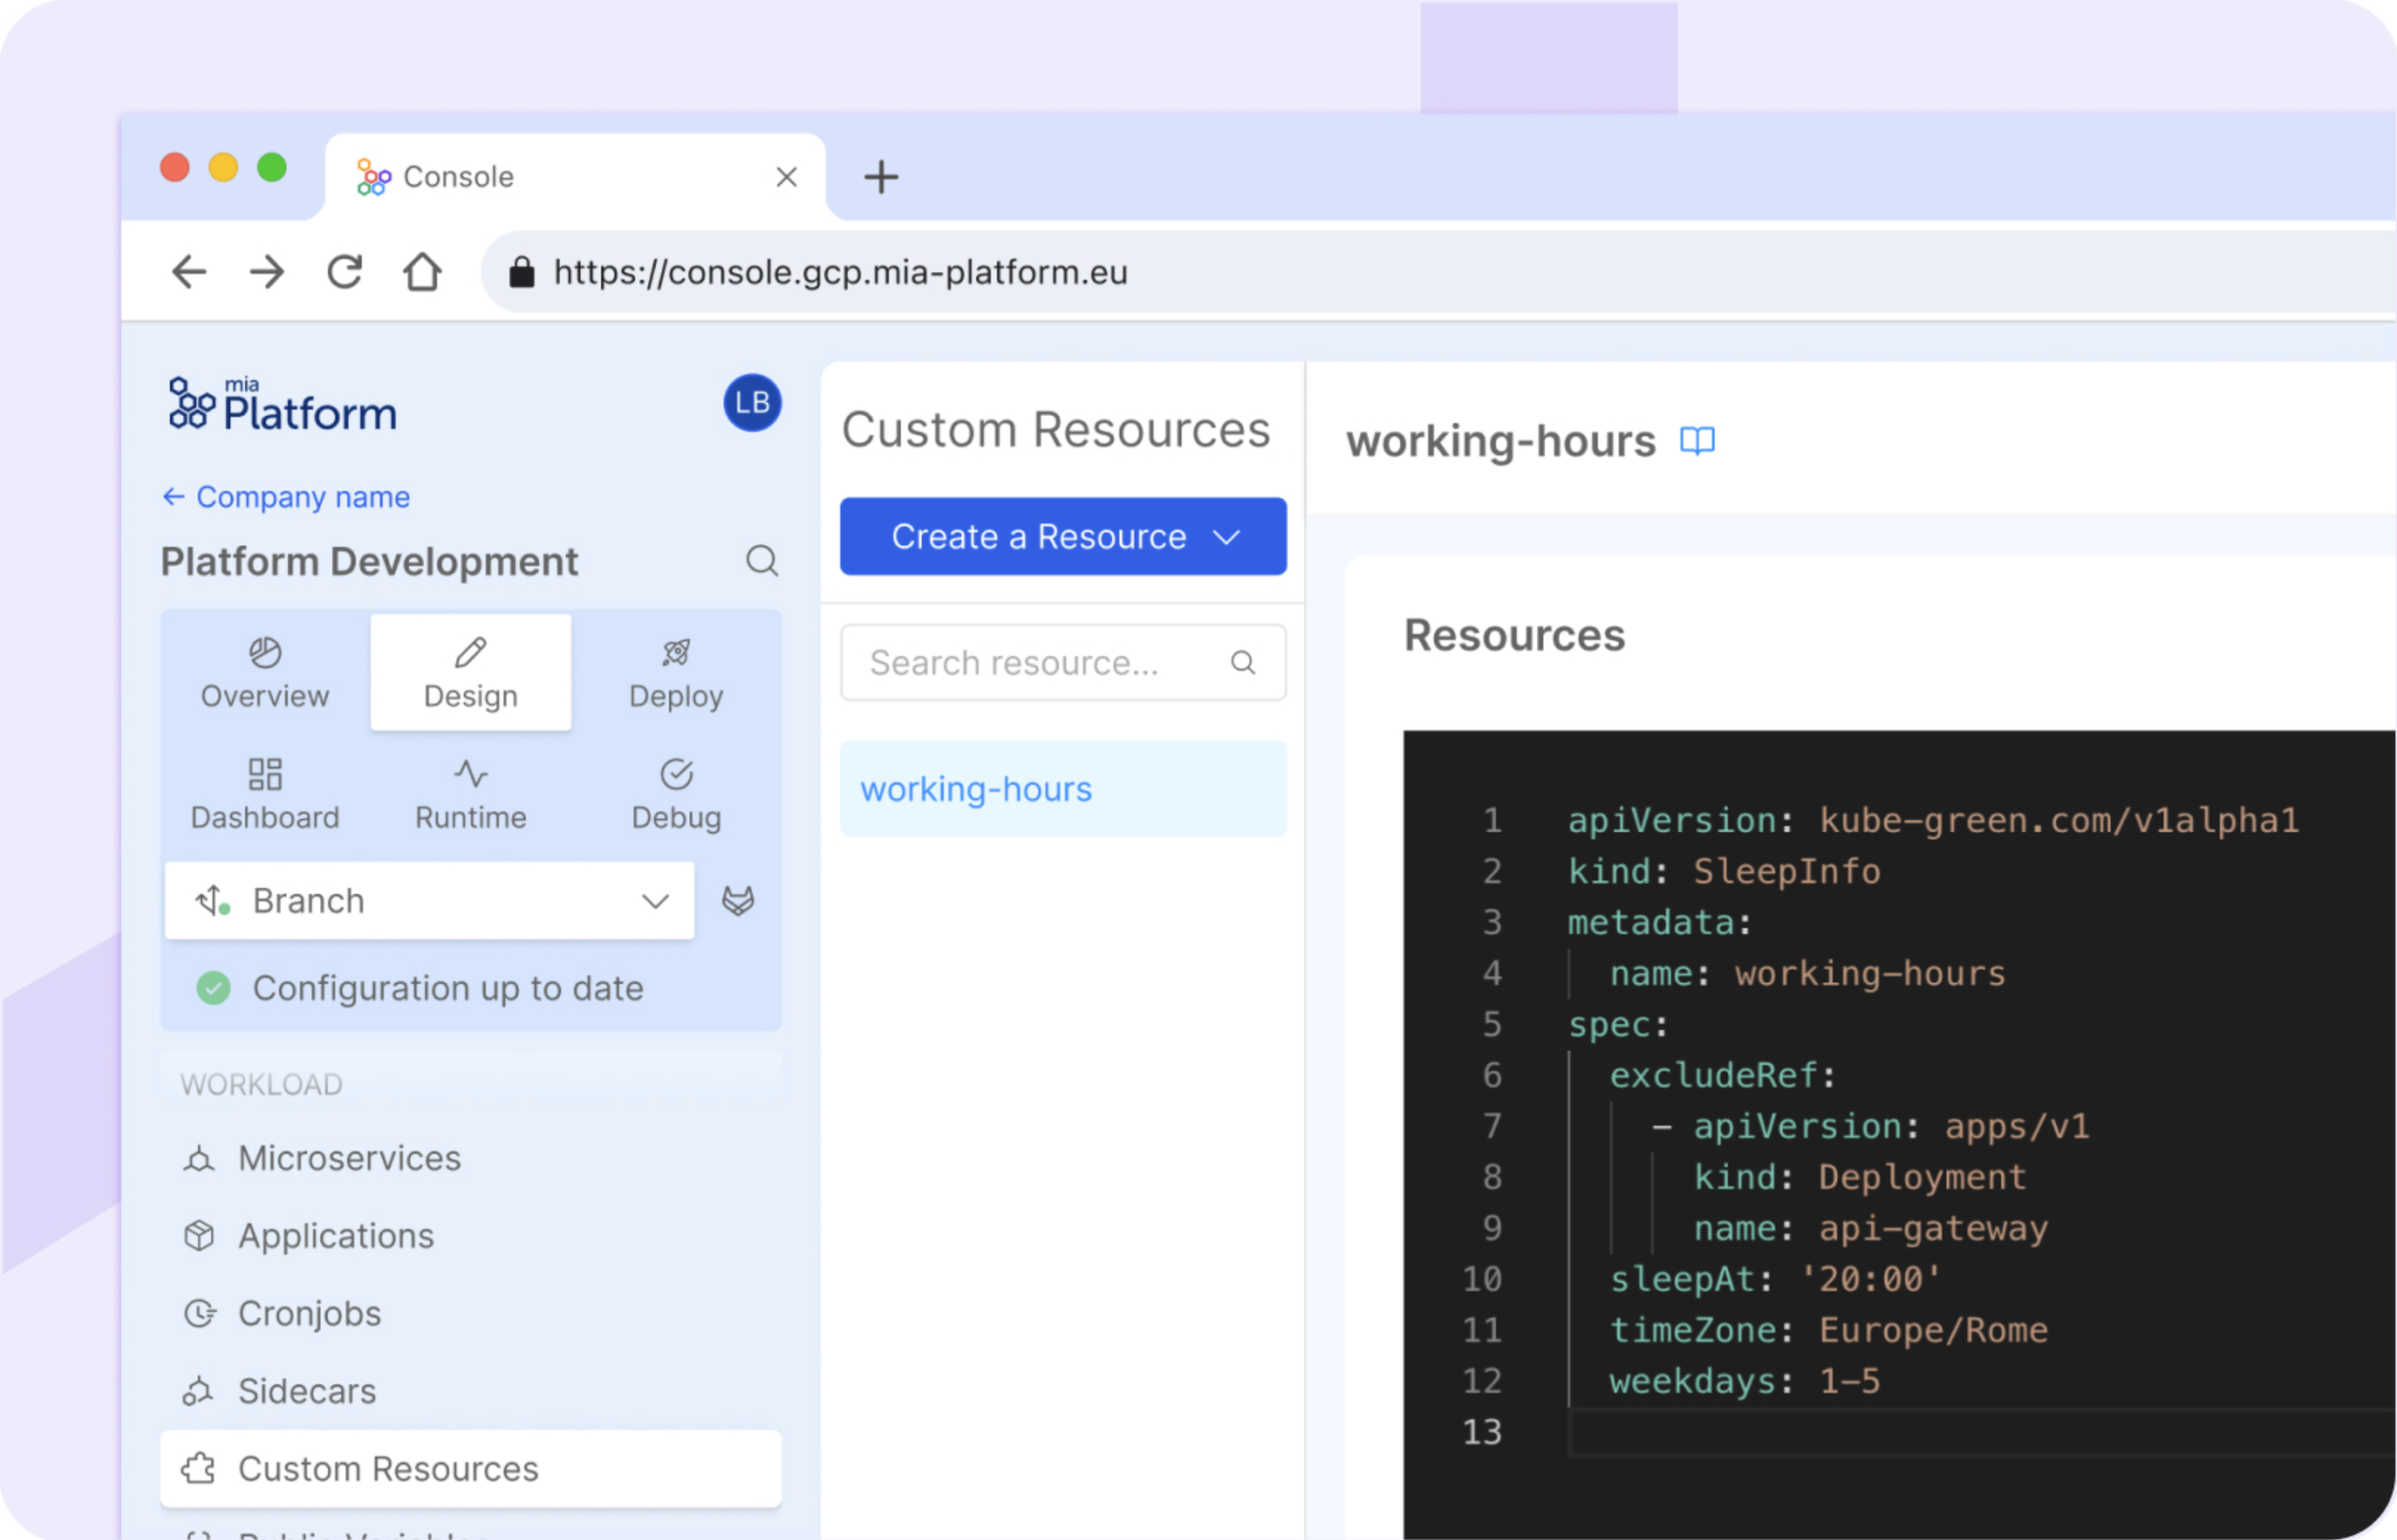 Console
https://console.gcp.mia-platform.eu
mia
Platform
LB
← Company name
Platform Development
Overview
Design
Deploy
Dashboard
Runtime
Debug
Branch
Configuration up to date
WORKLOAD
Microservices
Applications
Cronjobs
Sidecars
Custom Resources
Custom Resources
Create a Resource
Search resource...
working-hours
working-hours
Resources
1 apiVersion: kube-green.com/v1alpha1
2 kind: SleepInfo
3 metadata:
4   name: working-hours
5 spec:
6   excludeRef:
7     - apiVersion: apps/v1
8       kind: Deployment
9       name: api-gateway
10   sleepAt: '20:00'
11   timeZone: Europe/Rome
12   weekdays: 1-5
13